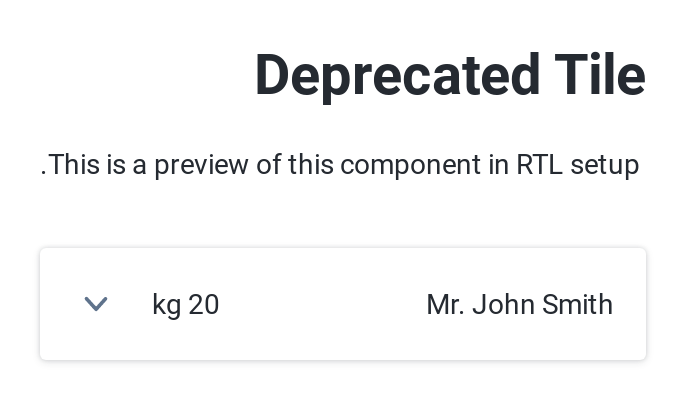 Deprecated Tile
.This is a preview of this component in RTL setup
Mr. John Smith
kg 20